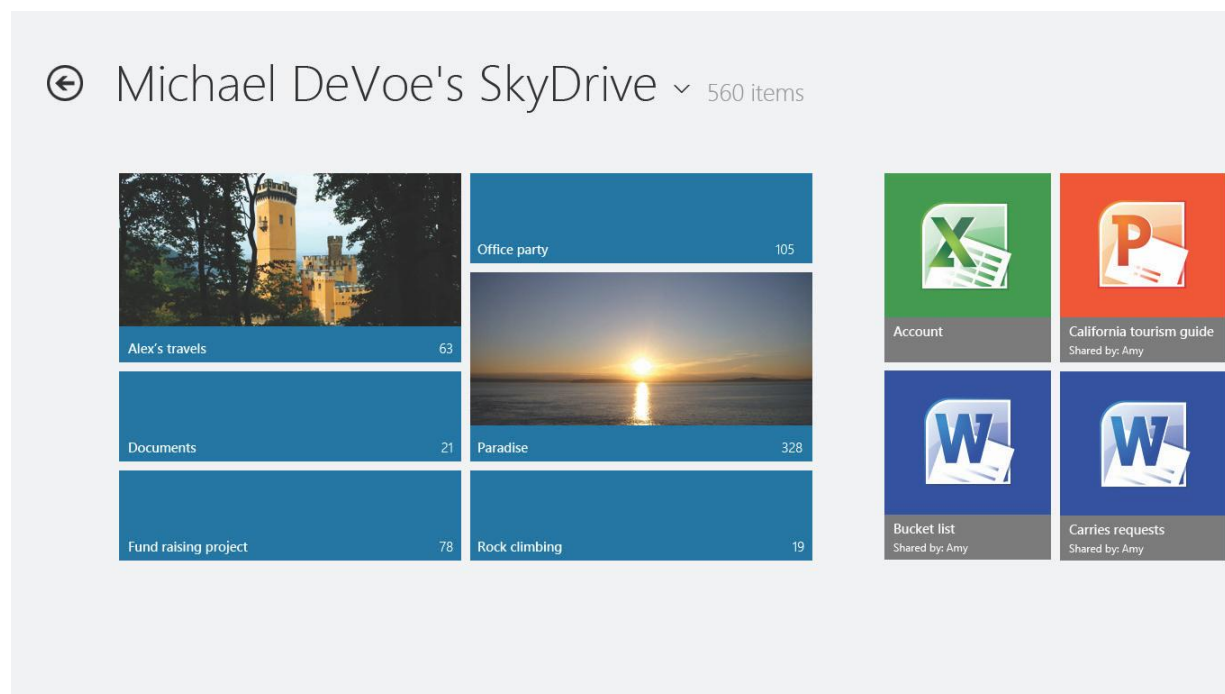 Michael DeVoe's SkyDrive 560 items
Alex's travels 63
Documents 21
Fund raising project 78
Office party 105
Paradise 328
Rock climbing 19
X
Account
P
California tourism guide
Shared by: Amy
W
Bucket list
Shared by: Amy
W
Carries requests
Shared by: Amy